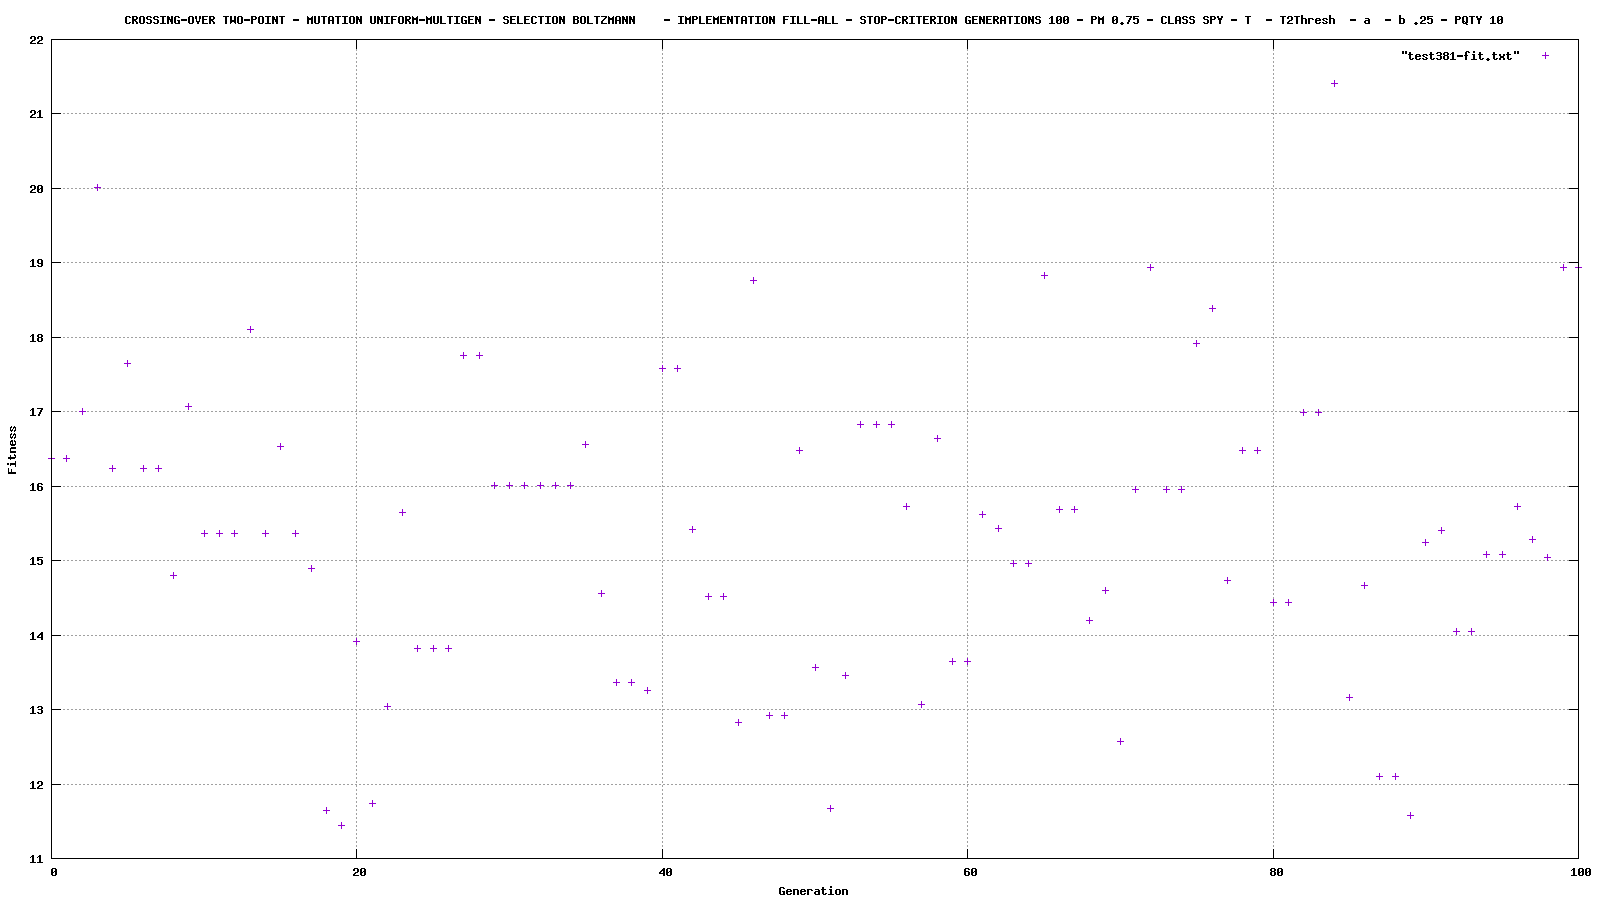 CROSSING-OVER TWO-POINT - MUTATION UNIFORM-MULTIGEN - SELECTION BOLTZMANN    - IMPLEMENTATION FILL-ALL - STOP-CRITERION GENERATIONS 100 - PM 0.75 - CLASS SPY - T  - T2Thresh  - a  - b .25 - PQTY 10
"test381-fit.txt"
22
21
20
19
18
17
16
15
14
13
12
11
Fitness
0 20 40 60 80 100
Generation